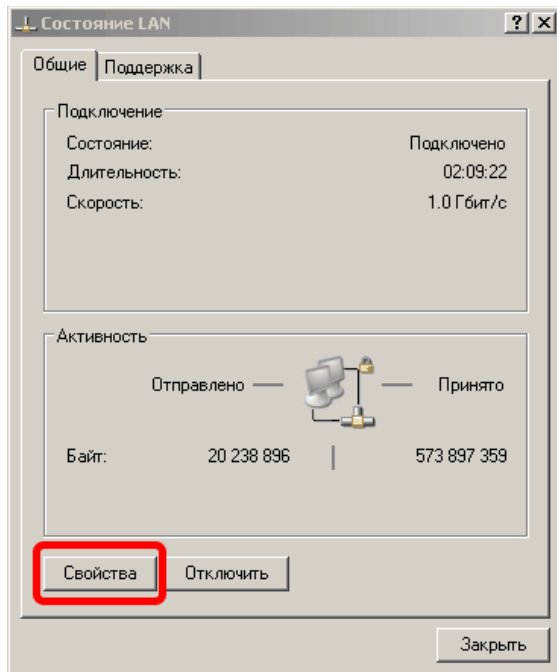 Состояние LAN
Общие Поддержка
Подключение
Состояние: Подключено
Длительность: 02:09:22
Скорость: 1.0 Гбит/с
Активность
Отправлено — — Принято
Байт: 20 238 896 | 573 897 359
Свойства Отключить
Закрыть